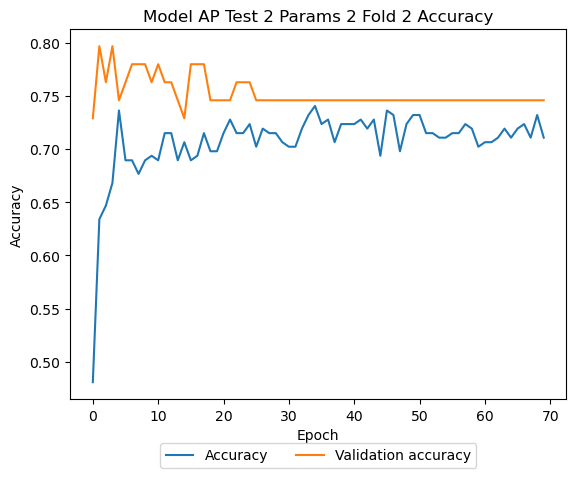 Model AP Test 2 Params 2 Fold 2 Accuracy
0.80
0.75
0.70
0.65
0.60
0.55
0.50
Accuracy
0 10 20 30 40 50 60 70
Epoch
Accuracy Validation accuracy